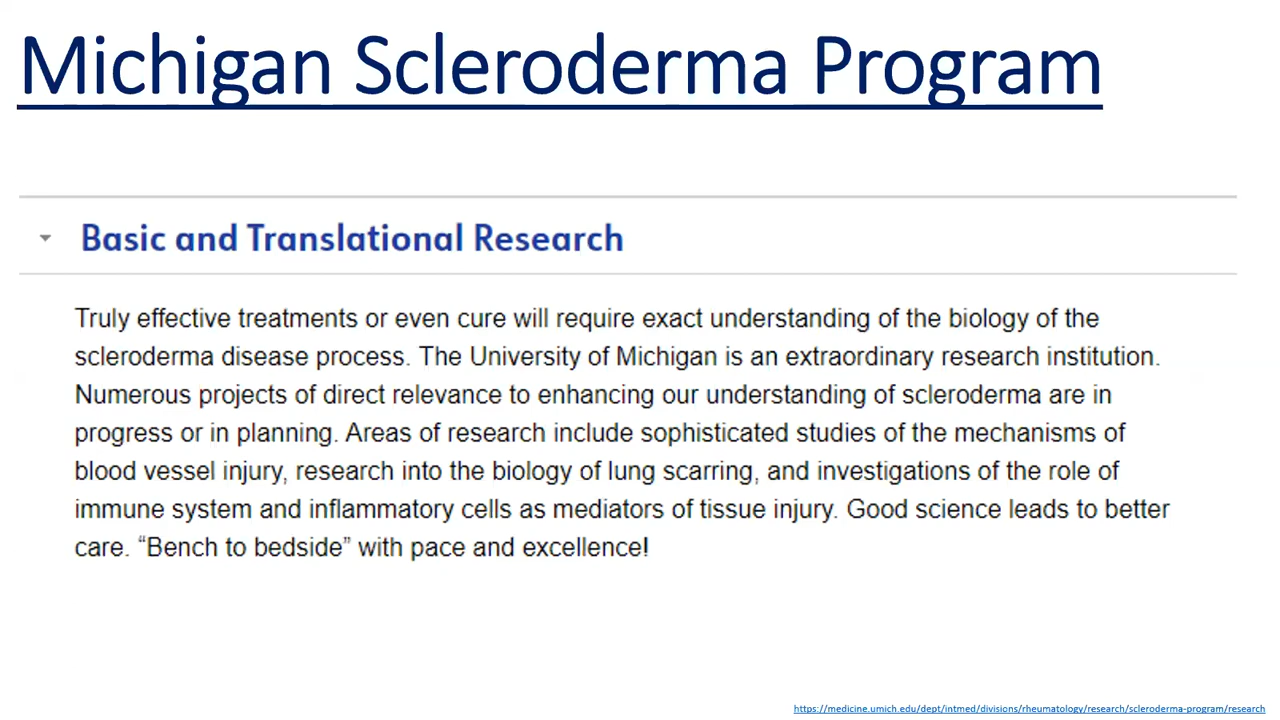 Michigan Scleroderma Program
Basic and Translational Research
Truly effective treatments or even cure will require exact understanding of the biology of the
scleroderma disease process. The University of Michigan is an extraordinary research institution.
Numerous projects of direct relevance to enhancing our understanding of scleroderma are in
progress or in planning. Areas of research include sophisticated studies of the mechanisms of
blood vessel injury, research into the biology of lung scarring, and investigations of the role of
immune system and inflammatory cells as mediators of tissue injury. Good science leads to better
care. “Bench to bedside” with pace and excellence!
https://medicine.umich.edu/dept/intmed/divisions/rheumatology/research/scleroderma-program/research